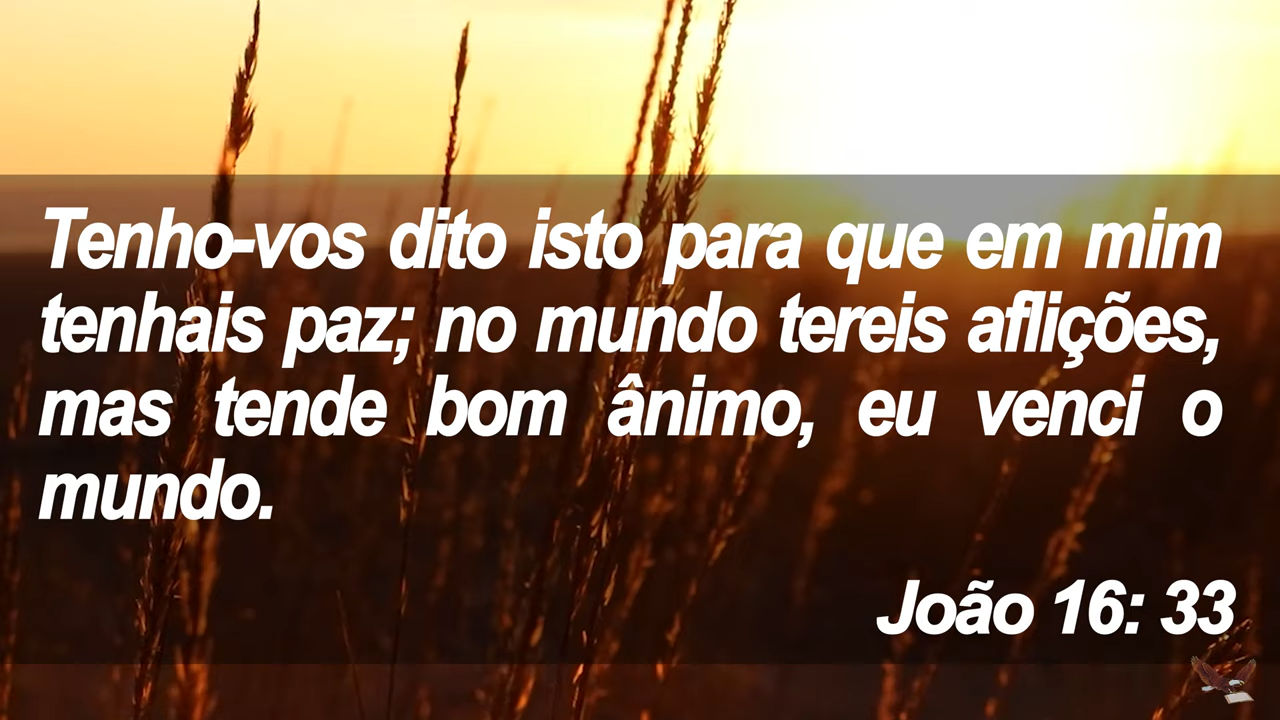 Tenho-vos dito isto para que em mim
tenhais paz; no mundo tereis aflições,
mas tende bom ânimo, eu venci o
mundo.
João 16: 33